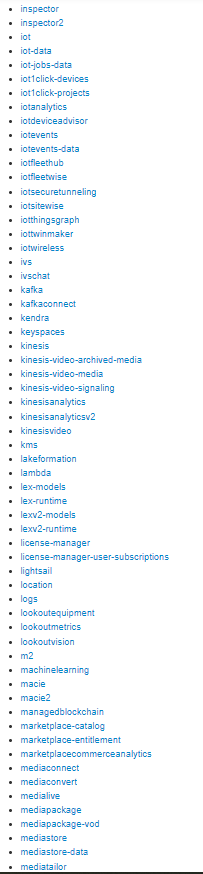 inspector
inspector2
iot
iot-data
iot-jobs-data
iot1click-devices
iot1click-projects
iotanalytics
iotdeviceadvisor
iotevents
iotevents-data
iotfleethub
iotfleetwise
iotsecuretunneling
iotsitewise
iotthingsgraph
iottwinmaker
iotwireless
ivs
ivschat
kafka
kafkaconnect
kendra
keyspaces
kinesis
kinesis-video-archived-media
kinesis-video-media
kinesis-video-signaling
kinesisanalytics
kinesisanalyticsv2
kinesisvideo
kms
lakeformation
lambda
lex-models
lex-runtime
lexv2-models
lexv2-runtime
license-manager
license-manager-user-subscriptions
lightsail
location
logs
lookoutequipment
lookoutmetrics
lookoutvision
m2
machinelearning
macie
macie2
managedblockchain
marketplace-catalog
marketplace-entitlement
marketplacecommerceanalytics
mediaconnect
mediaconvert
medialive
mediapackage
mediapackage-vod
mediastore
mediastore-data
mediatailor